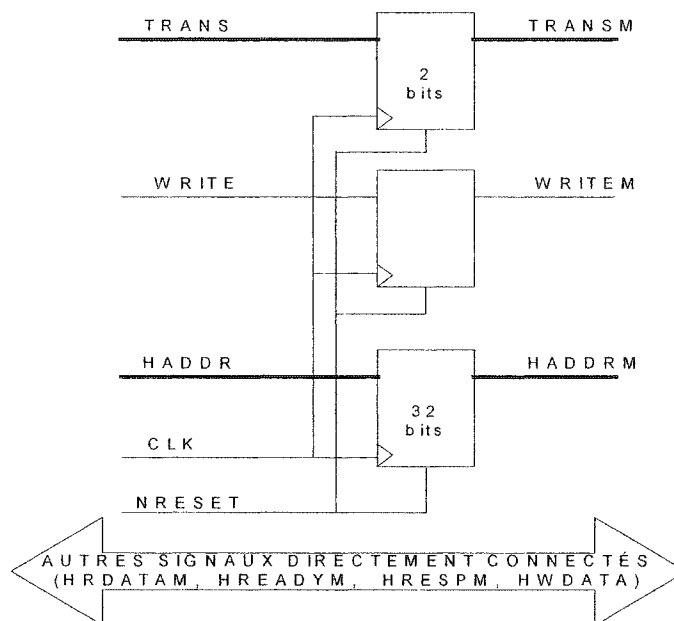 TRANS
TRANSM
2
bits
WRITE
WRITEM
HADDR
HADDRM
32
bits
CLK
NRESET
AUTRES SIGNAUX DIRECTEMENT CONNECTÉS
(HRDATAM, HREADYM, HRESPM, HWDATA)